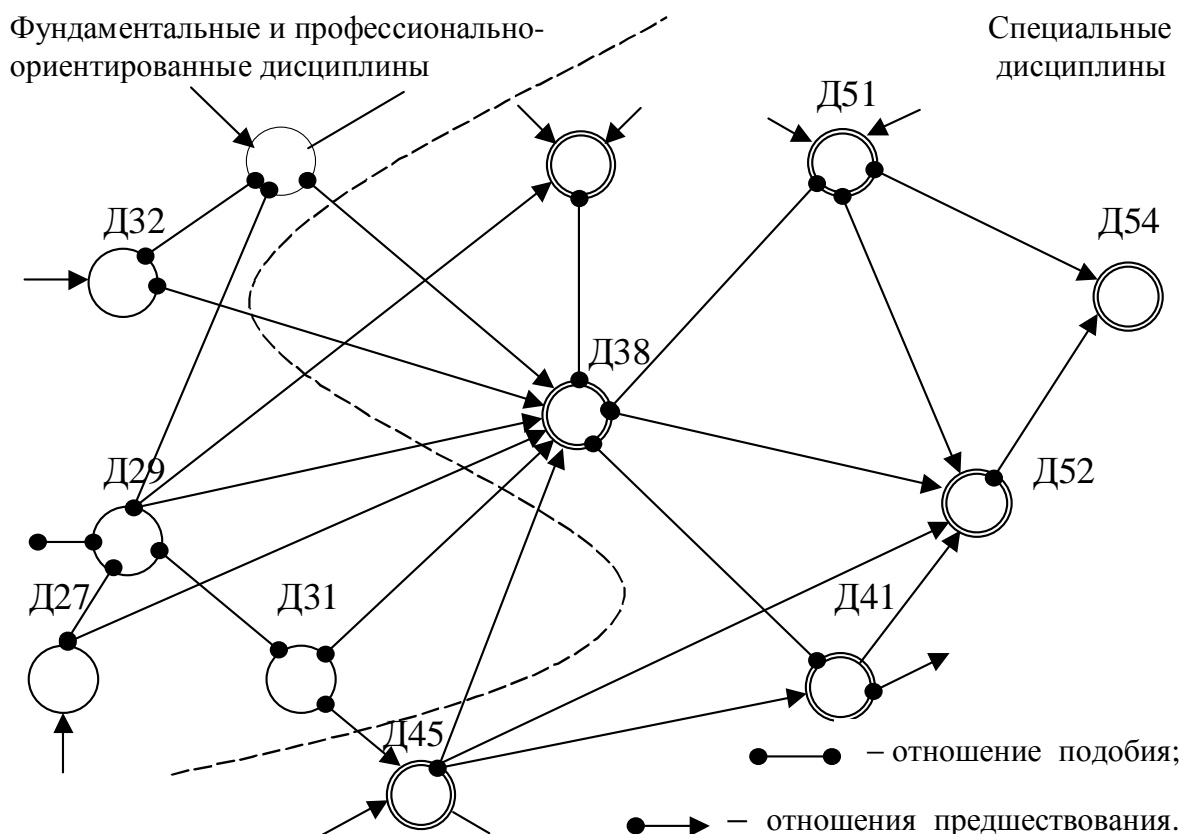 Фундаментальные и профессионально-
ориентированные дисциплины
Специальные
дисциплины
Д51
Д32
Д54
Д38
Д29
Д52
Д27
Д31
Д41
Д45
– отношение подобия;
– отношения предшествования.